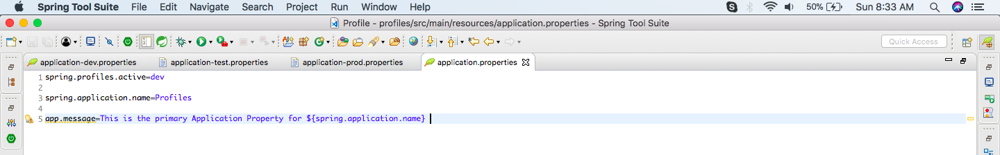 Spring Tool Suite File Edit Navigate Search Project Run Window Help 50% Sun 8:33 AM
Profile - profiles/src/main/resources/application.properties - Spring Tool Suite
Quick Access
application-dev.properties application-test.properties application-prod.properties application.properties
1 spring.profiles.active=dev
2
3 spring.application.name=Profiles
4
5 app.message=This is the primary Application Property for ${spring.application.name}